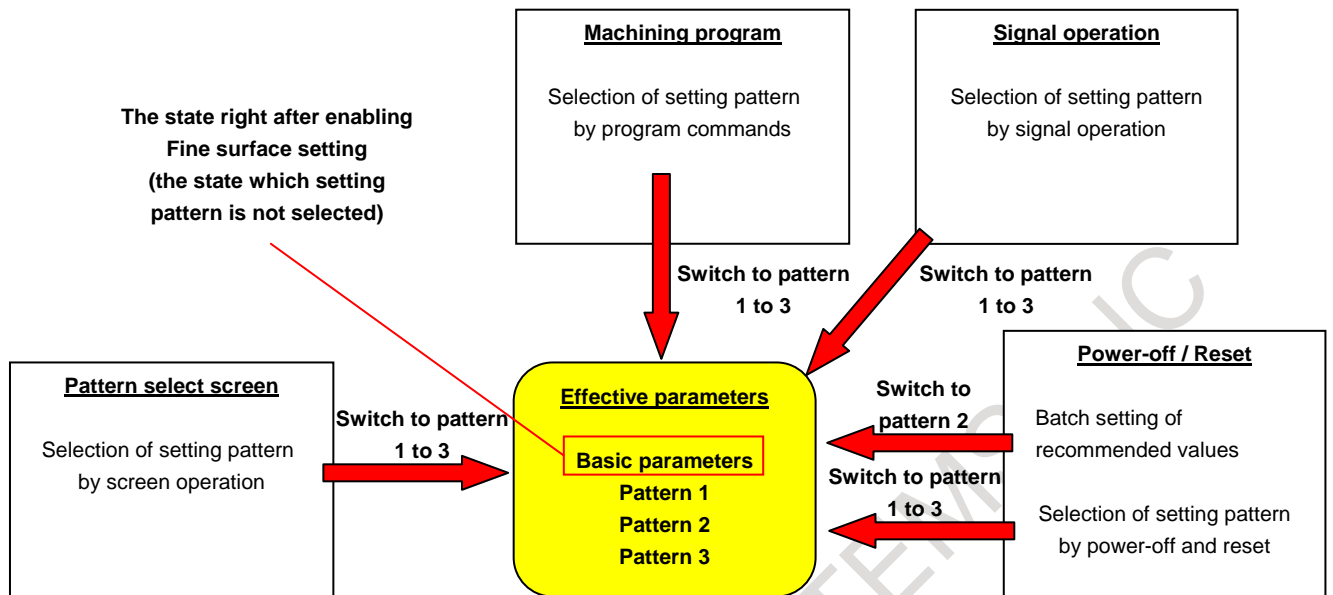 Machining program
Selection of setting pattern
by program commands
Signal operation
Selection of setting pattern
by signal operation
The state right after enabling
Fine surface setting
(the state which setting
pattern is not selected)
Switch to pattern
1 to 3
Switch to pattern
1 to 3
Pattern select screen
Selection of setting pattern
by screen operation
Switch to pattern
1 to 3
Effective parameters
Basic parameters
Pattern 1
Pattern 2
Pattern 3
Switch to
pattern 2
Switch to pattern
1 to 3
Power-off / Reset
Batch setting of
recommended values
Selection of setting pattern
by power-off and reset